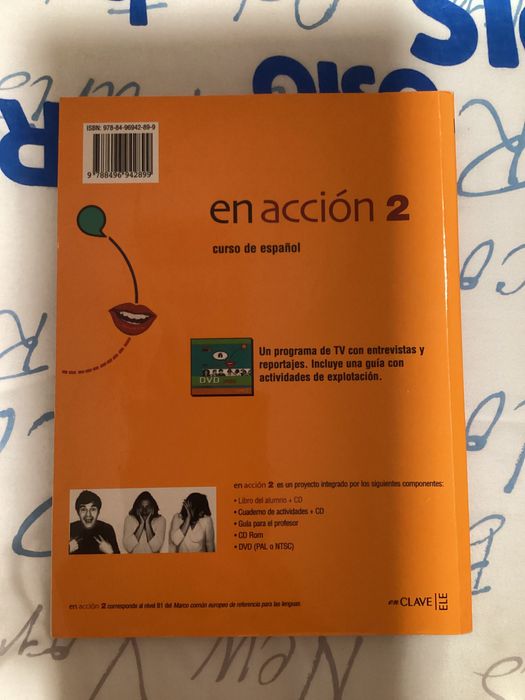 ISBN: 978-84-96942-89-9
9 788496 942899
en acción 2
curso de español
DVD
Un programa de TV con entrevistas y
reportajes. Incluye una guía con
actividades de explotación.
en acción 2 es un proyecto integrado por los siguientes componentes:
• Libro del alumno + CD
• Cuaderno de actividades + CD
• Guía para el profesor
• CD Rom
• DVD (PAL o NTSC)
en acción 2 corresponde al nivel B1 del Marco común europeo de referencia para las lenguas.
en CLAVE ELE
New